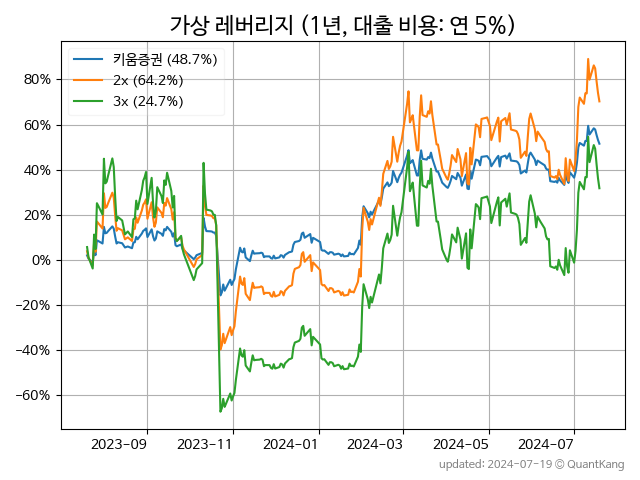 가상 레버리지 (1년, 대출 비용: 연 5%)
키움증권 (48.7%)
2x (64.2%)
3x (24.7%)
80%
60%
40%
20%
0%
−20%
−40%
−60%
2023-09
2023-11
2024-01
2024-03
2024-05
2024-07
updated: 2024-07-19 © QuantKang